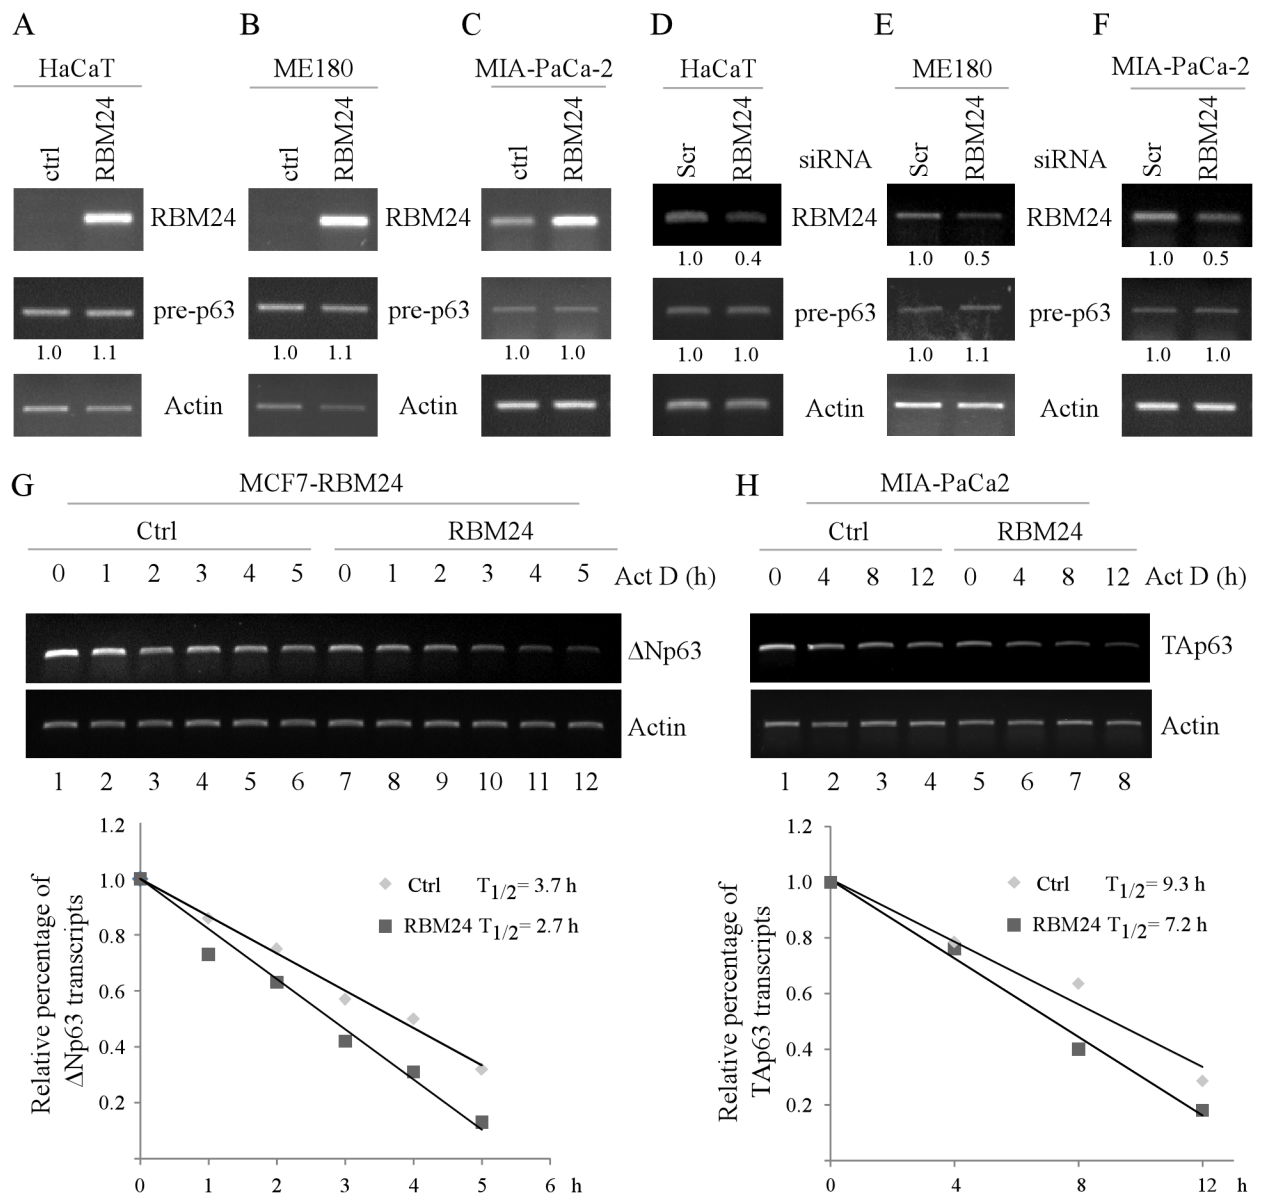 A B C D E F
HaCaT ME180 MIA-PaCa-2 HaCaT ME180 MIA-PaCa-2
ctrl RBM24 ctrl RBM24 ctrl RBM24 Scr RBM24 siRNA Scr RBM24 siRNA Scr RBM24
RBM24 RBM24 RBM24 RBM24
1.0 0.4 1.0 0.5 1.0 0.5
pre-p63 pre-p63 pre-p63 pre-p63
1.0 1.1 1.0 1.1 1.0 1.0 1.0 1.0 1.0 1.1 1.0 1.0
Actin Actin Actin Actin
G H
MCF7-RBM24 MIA-PaCa2
Ctrl RBM24 Ctrl RBM24
0 1 2 3 4 5 0 1 2 3 4 5 Act D (h) 0 4 8 12 0 4 8 12 Act D (h)
ΔNp63 TAp63
Actin Actin
1 2 3 4 5 6 7 8 9 10 11 12 1 2 3 4 5 6 7 8
Relative percentage of
ΔNp63 transcripts
1.2
1.0
0.8
0.6
0.4
0.2
Ctrl T1/2= 3.7 h
RBM24 T1/2= 2.7 h
0 1 2 3 4 5 6 h
Relative percentage of
TAp63 transcripts
1.2
1.0
0.8
0.6
0.4
0.2
Ctrl T1/2= 9.3 h
RBM24 T1/2= 7.2 h
0 4 8 12 h